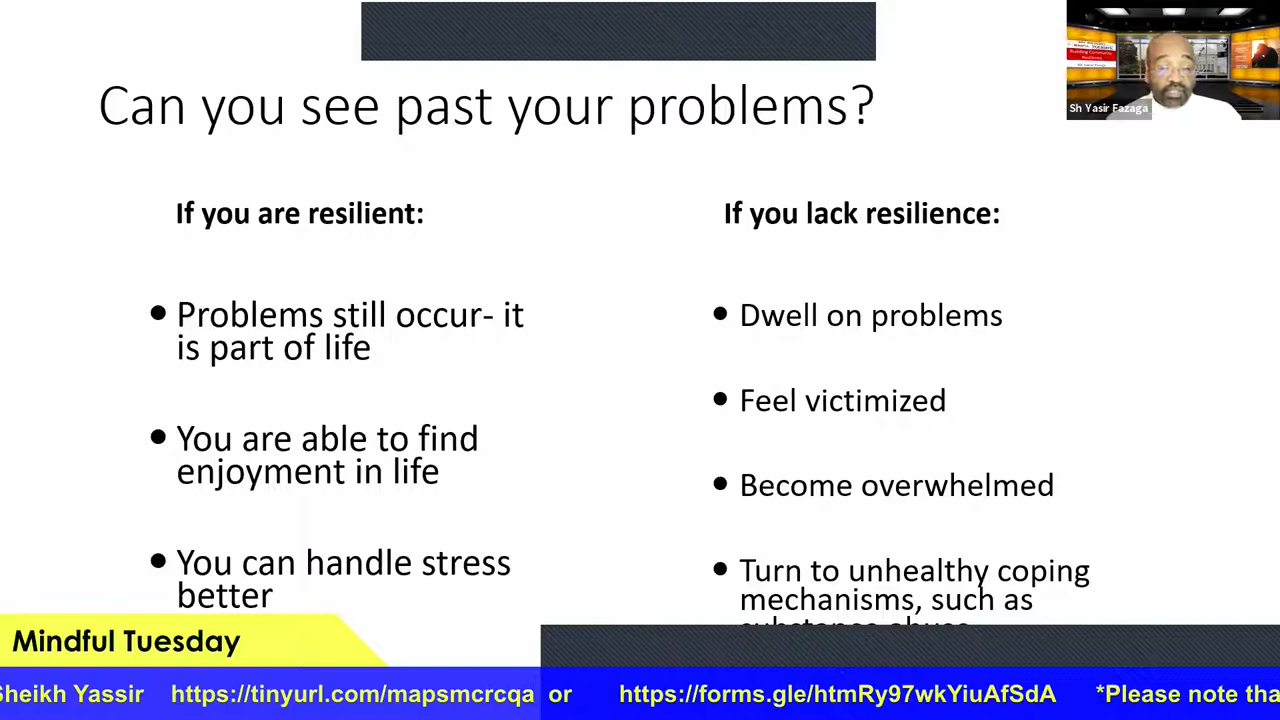 Can you see past your problems?
Sh Yasir Fazaga
If you are resilient:
• Problems still occur- it
is part of life
• You are able to find
enjoyment in life
• You can handle stress
better
If you lack resilience:
• Dwell on problems
• Feel victimized
• Become overwhelmed
• Turn to unhealthy coping
mechanisms, such as
substance abuse
Mindful Tuesday
Sheikh Yassir https://tinyurl.com/mapsmcrcqa or https://forms.gle/htmRy97wkYiuAfSdA *Please note tha